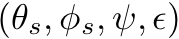 (θ_s, ϕ_s, ψ, ϵ)